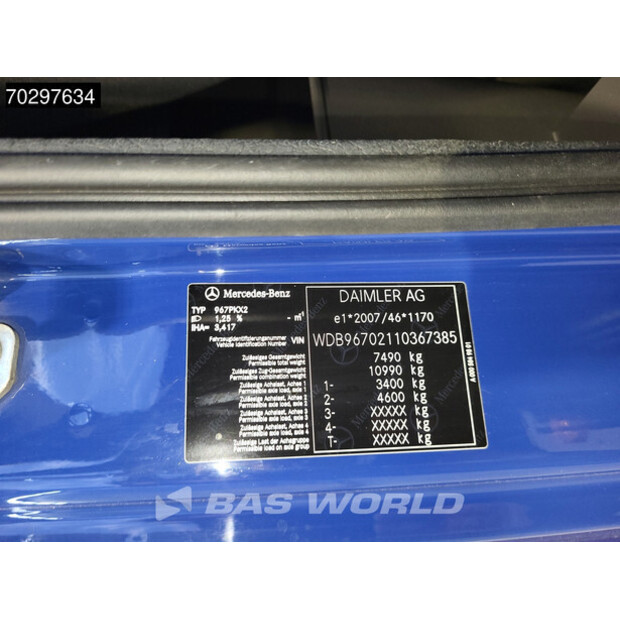 70297634
Mercedes-Benz
DAIMLER AG
TYP 967PKX2
1,25 % - m¹
e1*2007/46*1170
IHA= 3,417
Fahrzeugidentifizierungsnummer
Vehicle Identification Number VIN WDB96702110367385
Zulässiges Gesamtgewicht
Permissible total weight 7490 kg
Zulässiges Zug-Gesamtgewicht
Permissible combination weight 10990 kg
Zulässige Achslast, Achse 1
Permissible axle load, axle 1 1- 3400 kg
Zulässige Achslast, Achse 2
Permissible axle load, axle 2 2- 4600 kg
Zulässige Achslast, Achse 3
Permissible axle load, axle 3 3- XXXXX kg
Zulässige Achslast, Achse 4
Permissible axle load, axle 4 4- XXXXX kg
Zulässige Last der Achsgruppe
Permissible load on axle group T- XXXXX kg
BAS WORLD